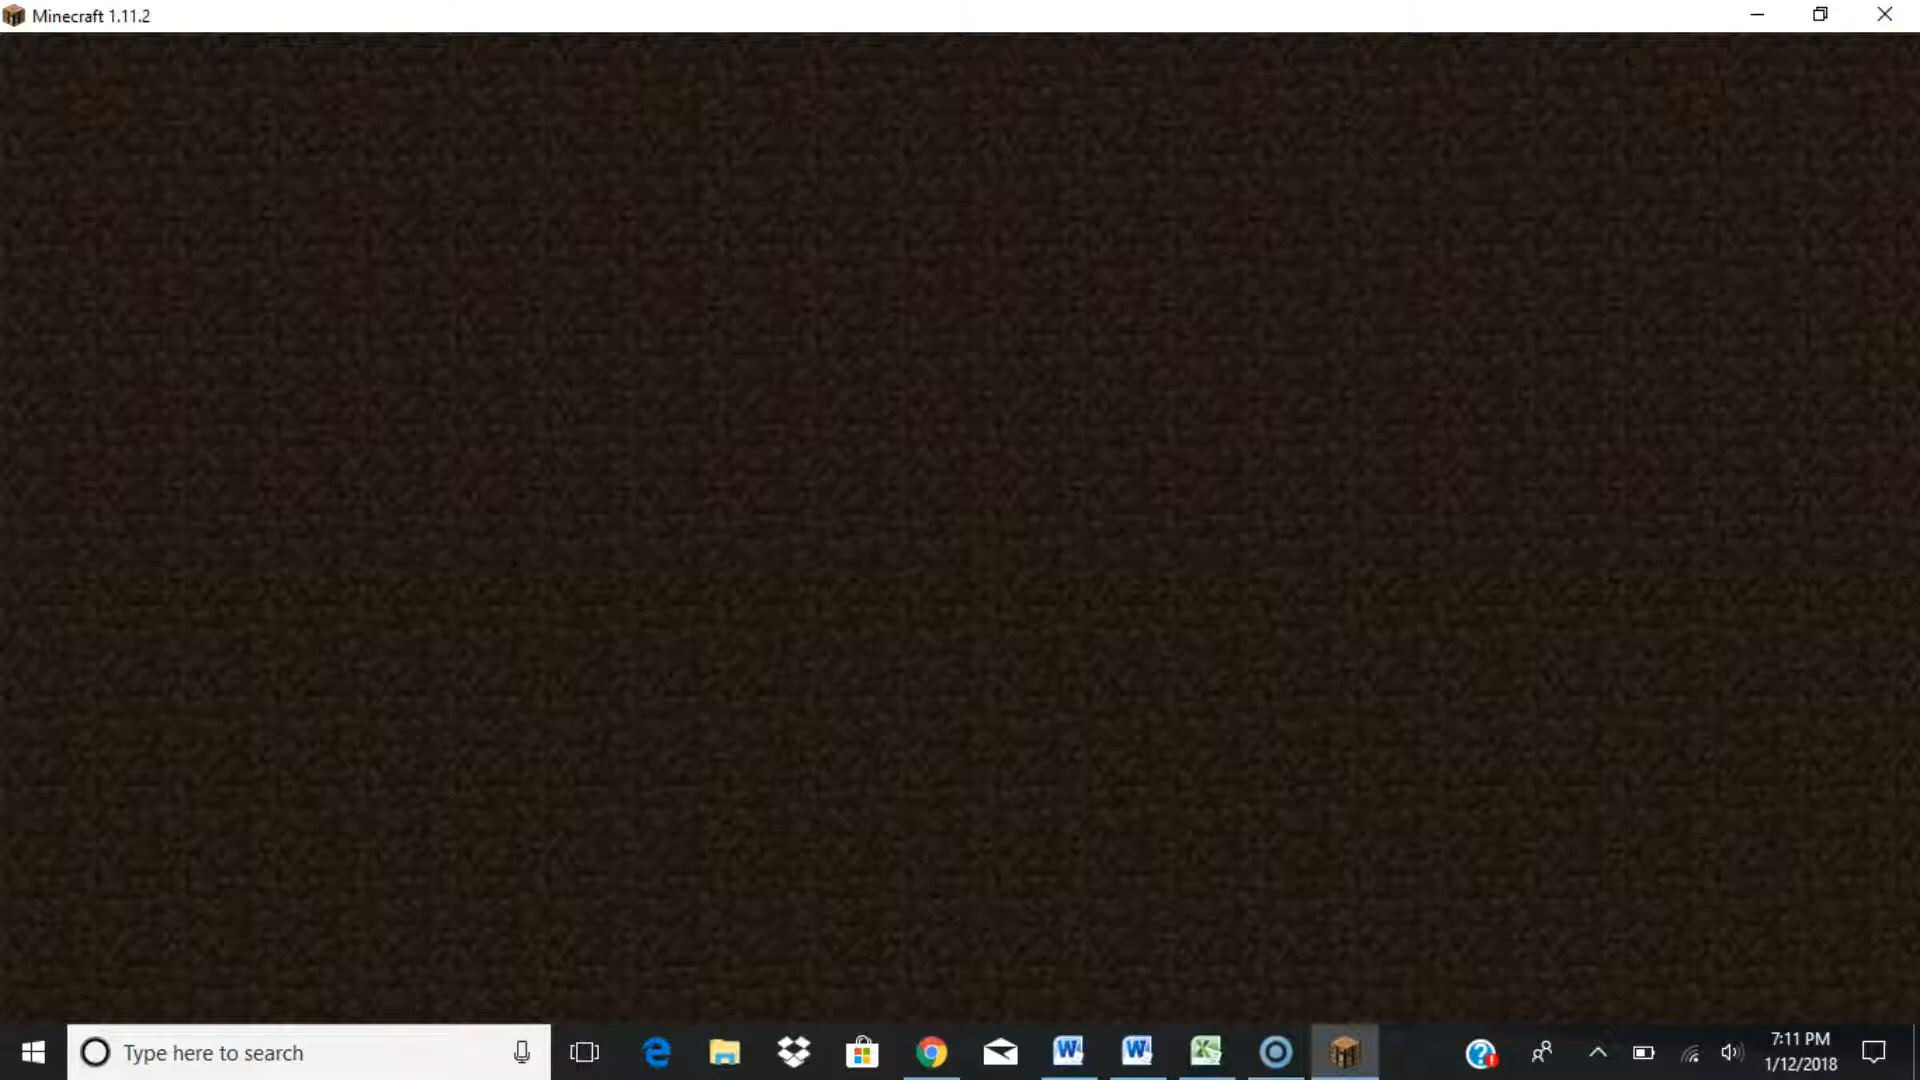 Minecraft 1.11.2
Type here to search
7:11 PM
1/12/2018